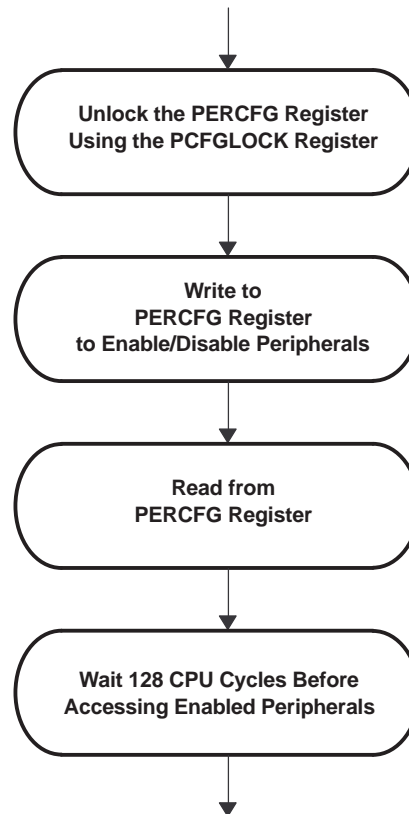 Unlock the PERCFG Register
Using the PCFGLOCK Register
Write to
PERCFG Register
to Enable/Disable Peripherals
Read from
PERCFG Register
Wait 128 CPU Cycles Before
Accessing Enabled Peripherals